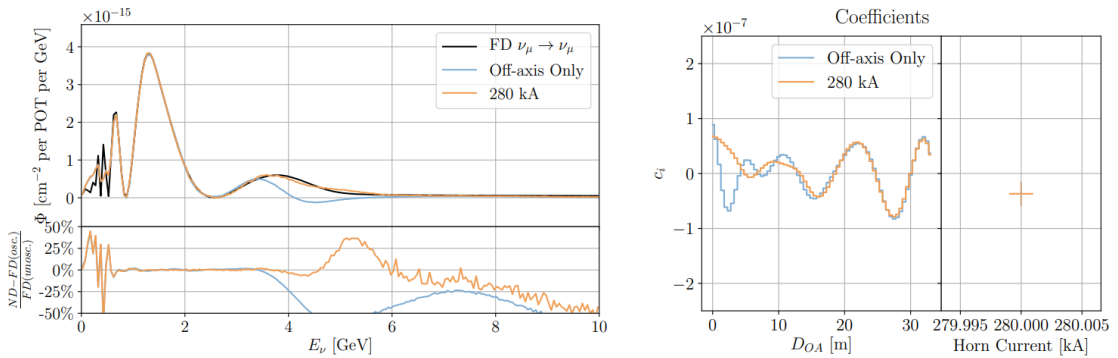 ×10⁻¹⁵
Φ [cm⁻² per POT per GeV]
4
3
2
1
0
FD νμ → νμ
Off-axis Only
280 kA
ND−FD(osc.)
FD(unosc.)
50%
25%
0%
-25%
-50%
0 2 4 6 8 10
Eν [GeV]
Coefficients
×10⁻⁷
cᵢ
2
1
0
−1
−2
Off-axis Only
280 kA
0 10 20 30
D_OA [m]
279.995 280.000 280.005
Horn Current [kA]